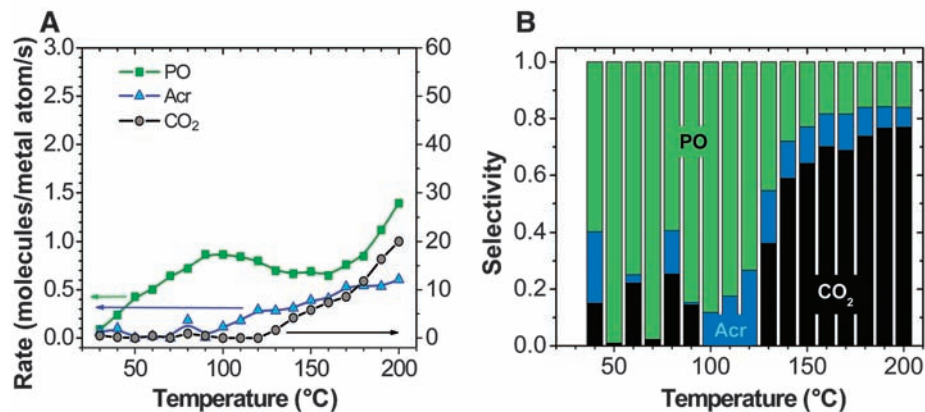 A
B
Rate (molecules/metal atom/s)
3.0
2.5
2.0
1.5
1.0
0.5
0.0
60
50
40
30
20
10
0
PO
Acr
CO₂
50
100
150
200
Temperature (°C)
Selectivity
1.0
0.8
0.6
0.4
0.2
0.0
PO
CO₂
Acr
50
100
150
200
Temperature (°C)